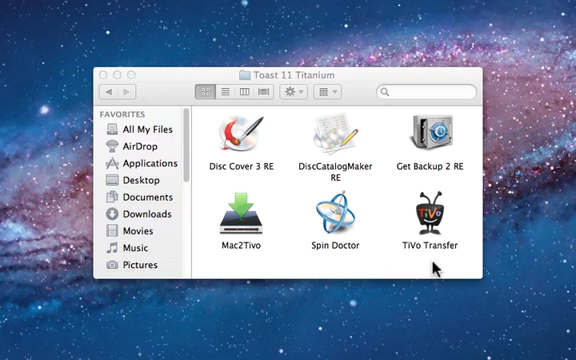 Toast 11 Titanium
FAVORITES
All My Files
AirDrop
Applications
Desktop
Documents
Downloads
Movies
Music
Pictures
Disc Cover 3 RE
DiscCatalogMaker
RE
Get Backup 2 RE
TiVo
Mac2Tivo
Spin Doctor
TiVo Transfer